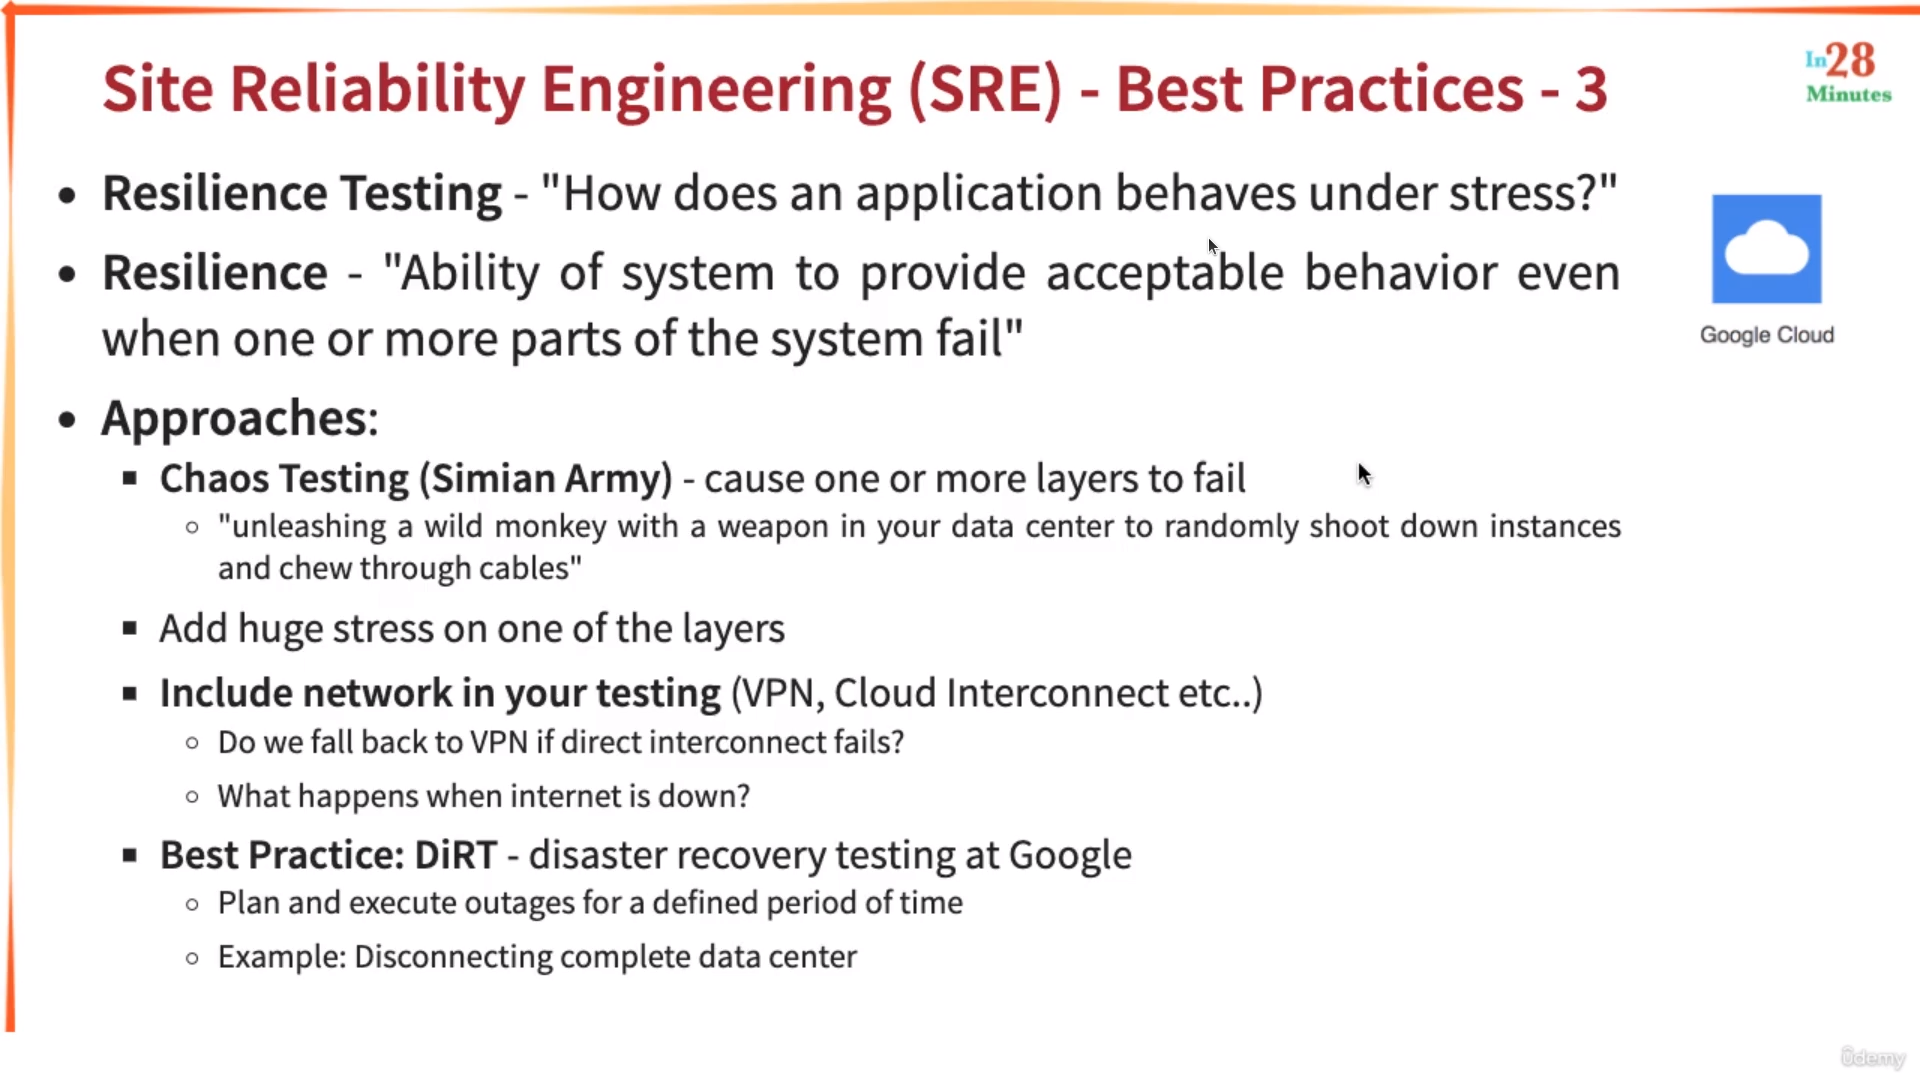 Site Reliability Engineering (SRE) - Best Practices - 3
In28
Minutes
• Resilience Testing - "How does an application behaves under stress?"
• Resilience - "Ability of system to provide acceptable behavior even
when one or more parts of the system fail"
Google Cloud
• Approaches:
▪ Chaos Testing (Simian Army) - cause one or more layers to fail
○ "unleashing a wild monkey with a weapon in your data center to randomly shoot down instances
and chew through cables"
▪ Add huge stress on one of the layers
▪ Include network in your testing (VPN, Cloud Interconnect etc..)
○ Do we fall back to VPN if direct interconnect fails?
○ What happens when internet is down?
▪ Best Practice: DiRT - disaster recovery testing at Google
○ Plan and execute outages for a defined period of time
○ Example: Disconnecting complete data center
ûdemy